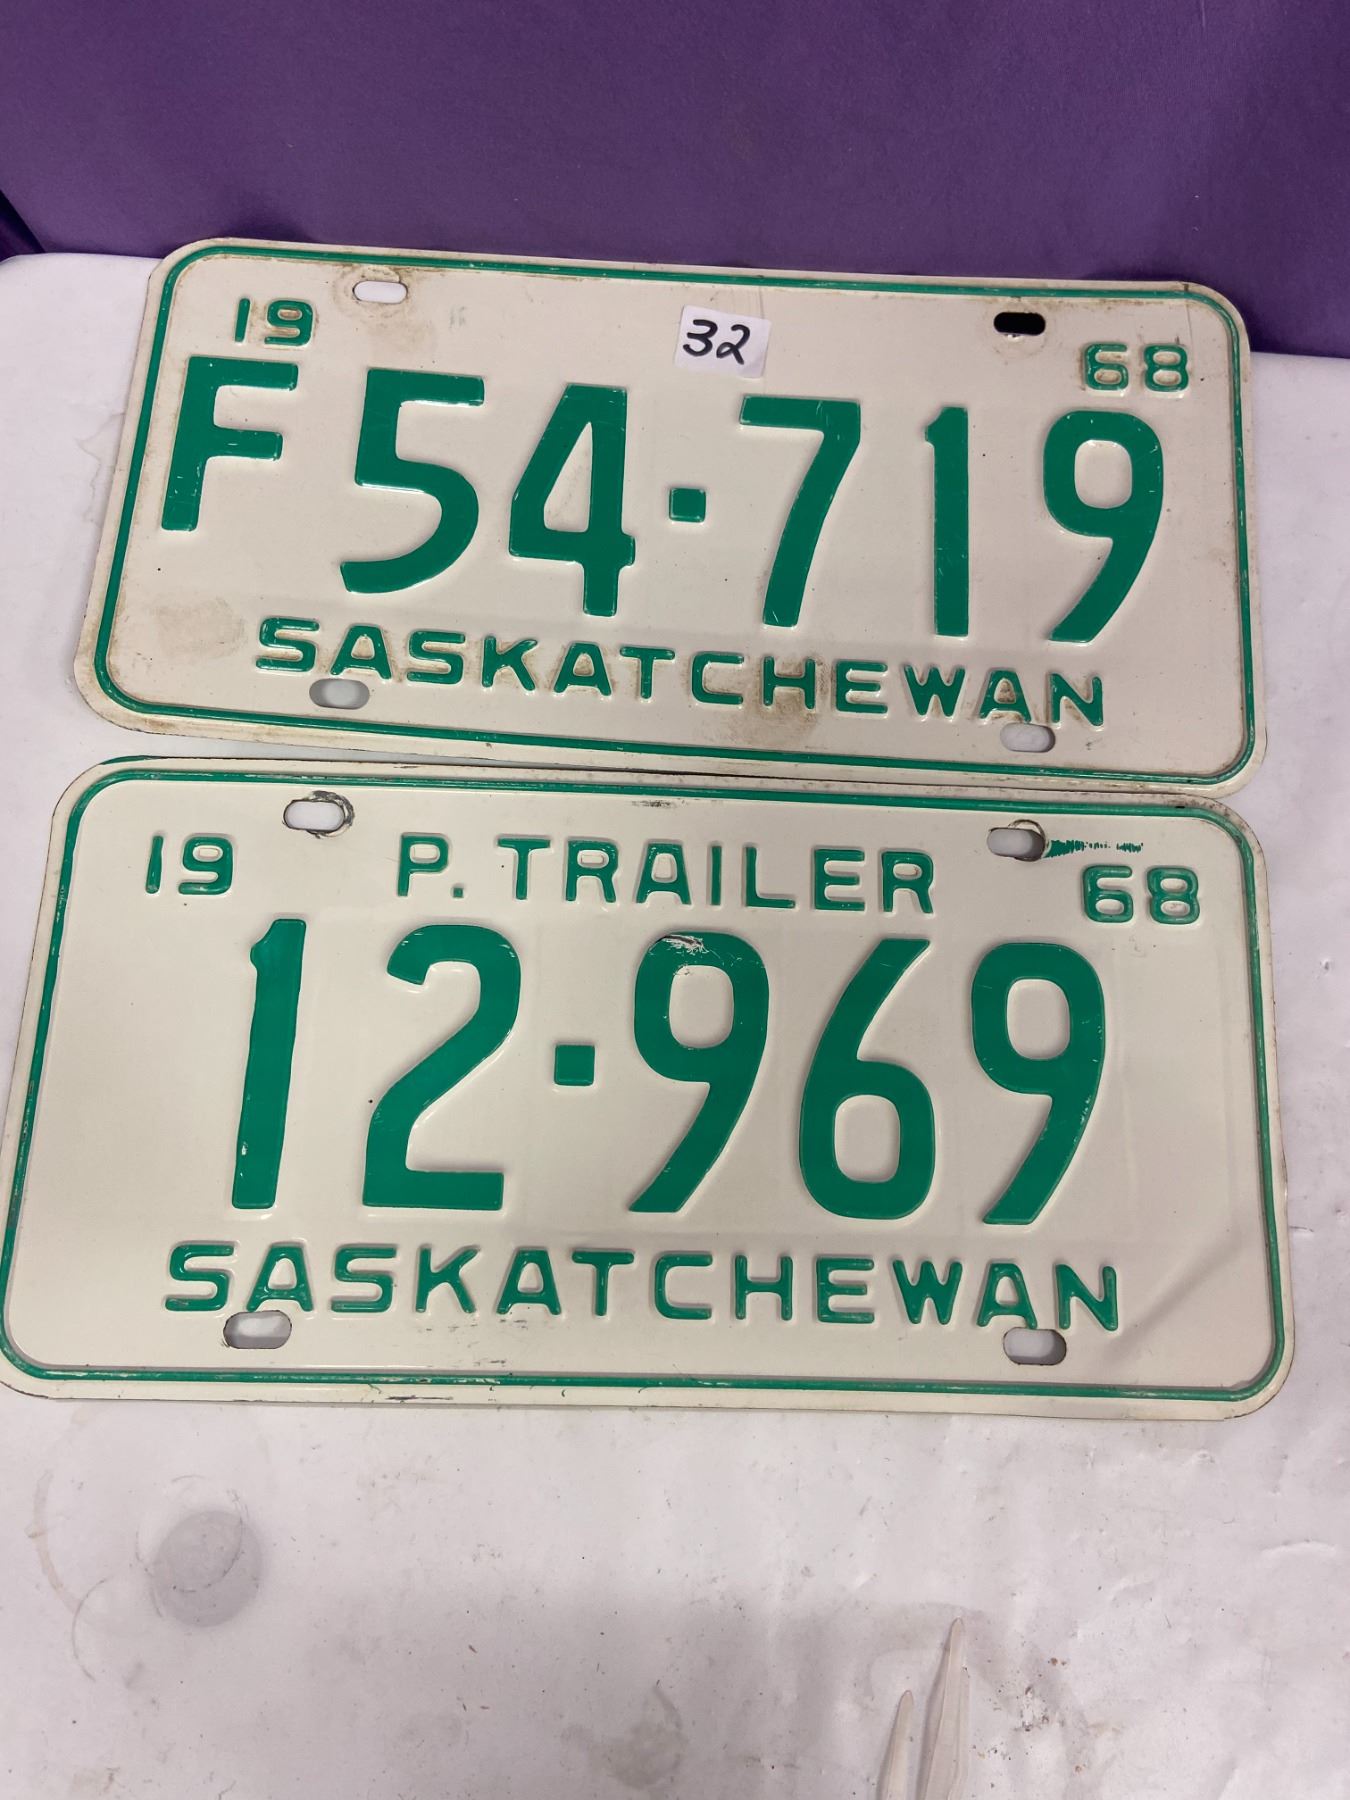 32
19 68
F 54·719
SASKATCHEWAN
19 P. TRAILER 68
12·969
SASKATCHEWAN